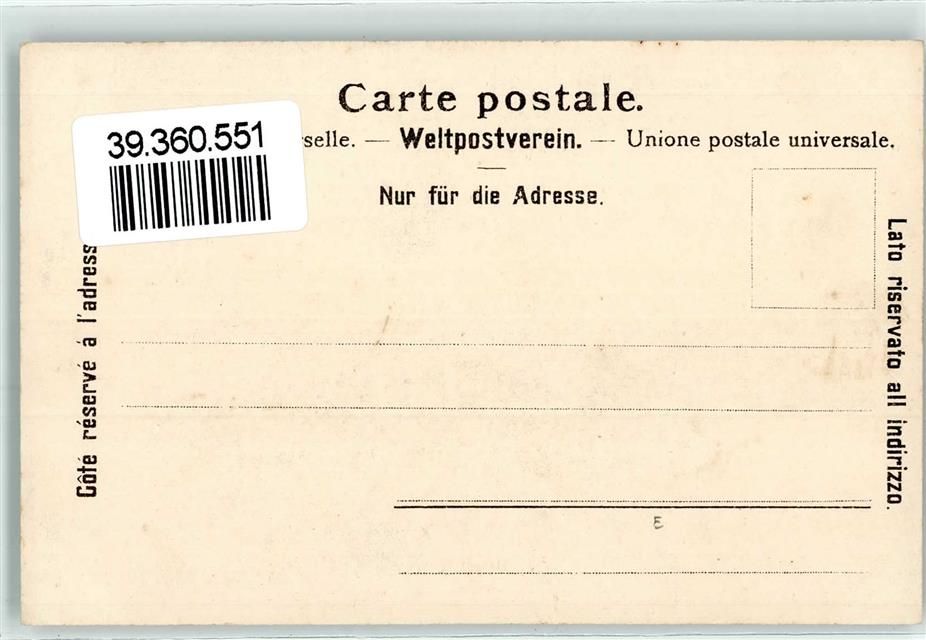 Carte postale.
39.360.551
selle. — Weltpostverein. — Unione postale universale.
Nur für die Adresse.
Côté réservé á l'adress
Lato riservato all indirizzo.
E